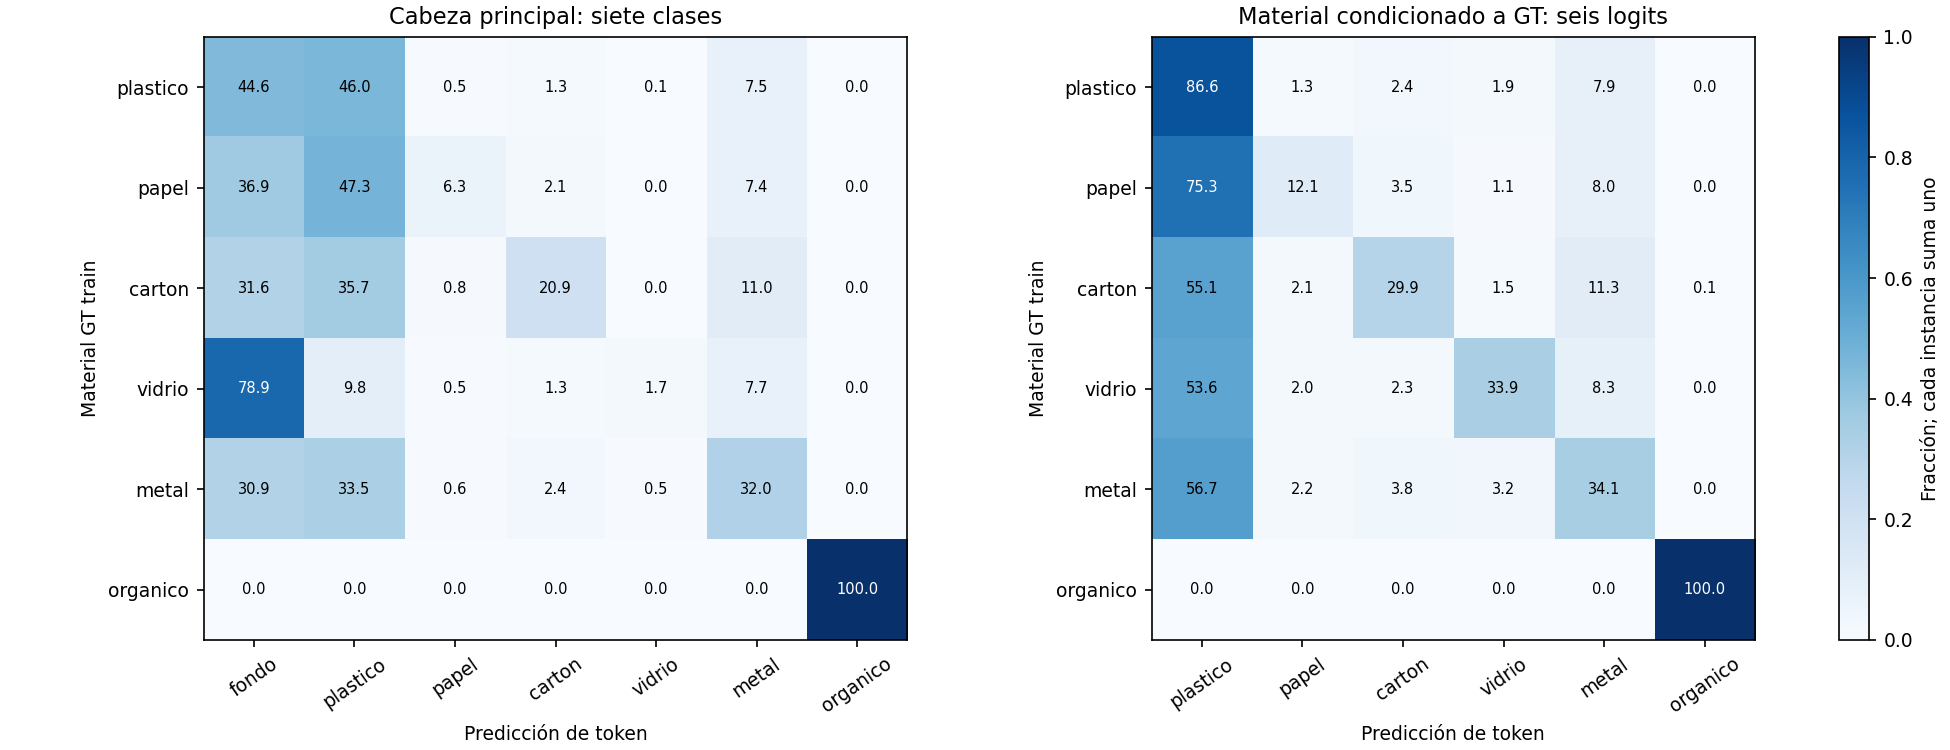 Cabeza principal: siete clases
Material GT train
plastico 44.6 46.0 0.5 1.3 0.1 7.5 0.0
papel 36.9 47.3 6.3 2.1 0.0 7.4 0.0
carton 31.6 35.7 0.8 20.9 0.0 11.0 0.0
vidrio 78.9 9.8 0.5 1.3 1.7 7.7 0.0
metal 30.9 33.5 0.6 2.4 0.5 32.0 0.0
organico 0.0 0.0 0.0 0.0 0.0 0.0 100.0
fondo plastico papel carton vidrio metal organico
Predicción de token
Material condicionado a GT: seis logits
Material GT train
plastico 86.6 1.3 2.4 1.9 7.9 0.0
papel 75.3 12.1 3.5 1.1 8.0 0.0
carton 55.1 2.1 29.9 1.5 11.3 0.1
vidrio 53.6 2.0 2.3 33.9 8.3 0.0
metal 56.7 2.2 3.8 3.2 34.1 0.0
organico 0.0 0.0 0.0 0.0 0.0 100.0
plastico papel carton vidrio metal organico
Predicción de token
1.0
0.8
0.6
0.4
0.2
0.0
Fracción; cada instancia suma uno